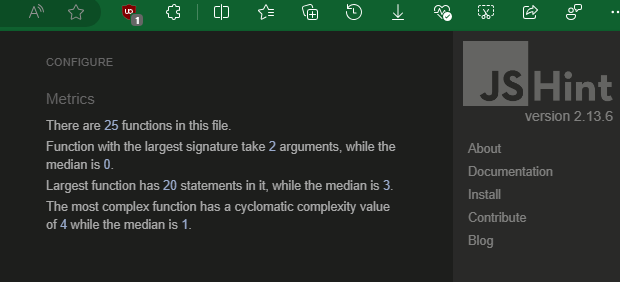 A
UD
1
CONFIGURE
Metrics
There are 25 functions in this file.
Function with the largest signature take 2 arguments, while the
median is 0.
Largest function has 20 statements in it, while the median is 3.
The most complex function has a cyclomatic complexity value
of 4 while the median is 1.
JSHint
version 2.13.6
About
Documentation
Install
Contribute
Blog